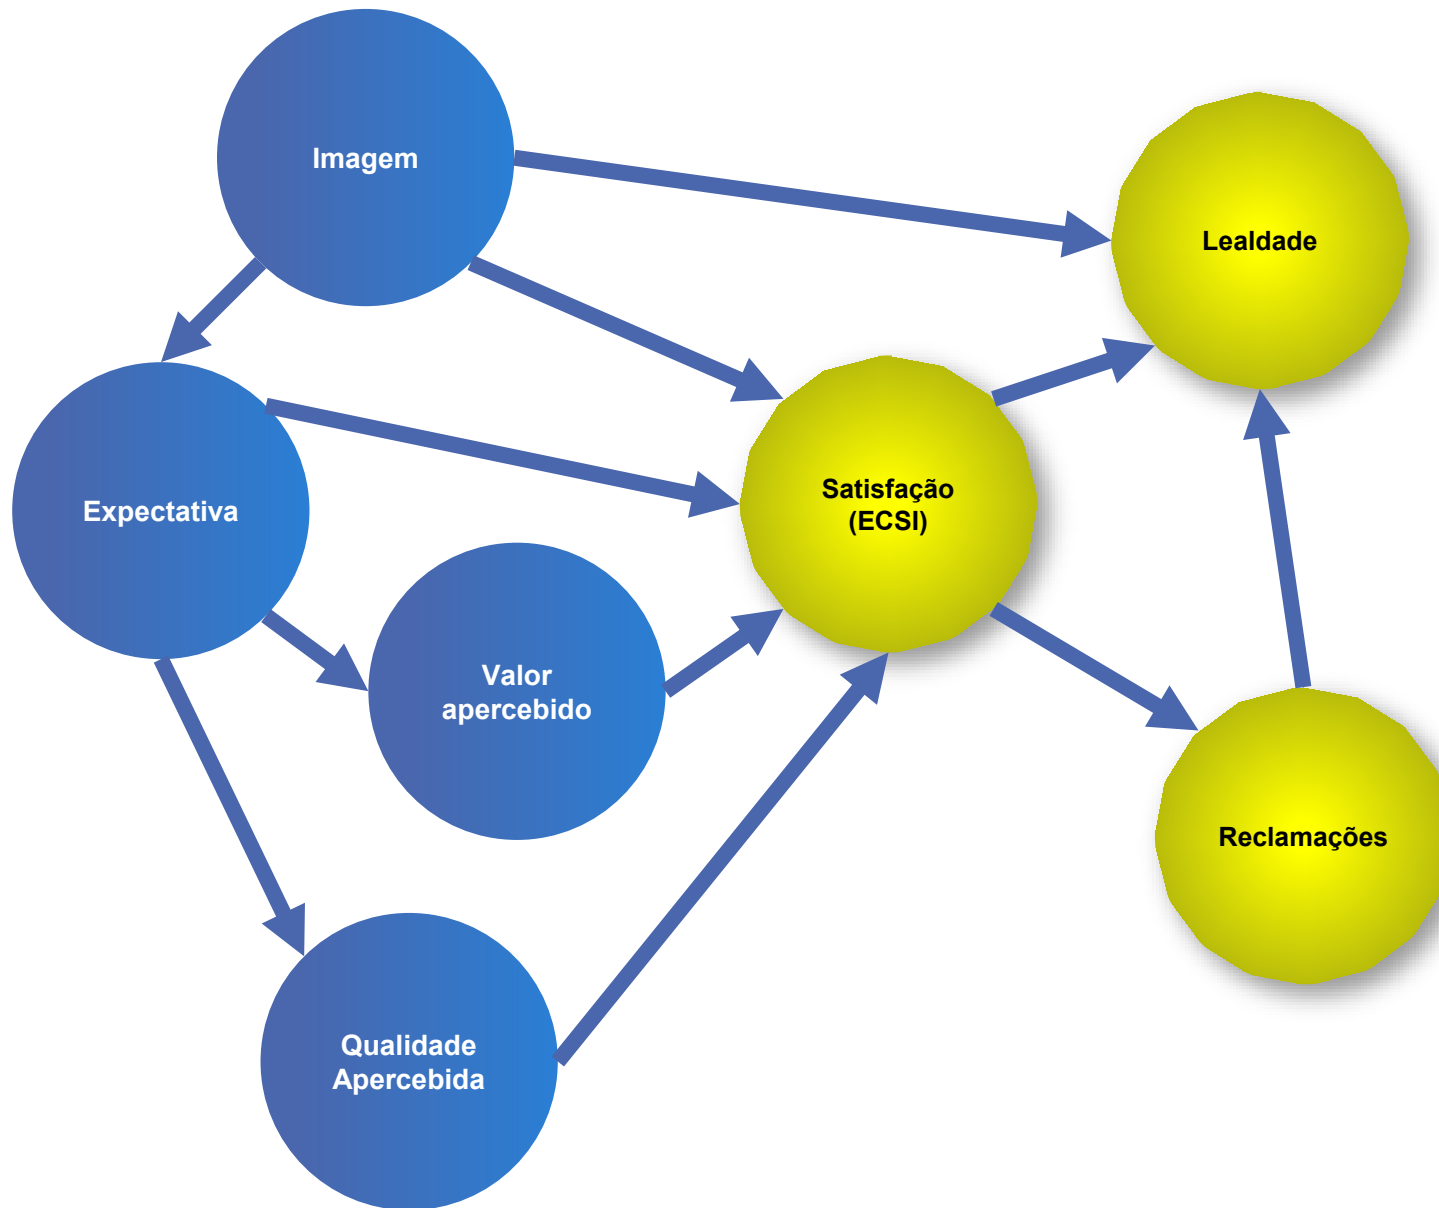 Imagem
Lealdade
Expectativa
Satisfação
(ECSI)
Valor
apercebido
Reclamações
Qualidade
Apercebida